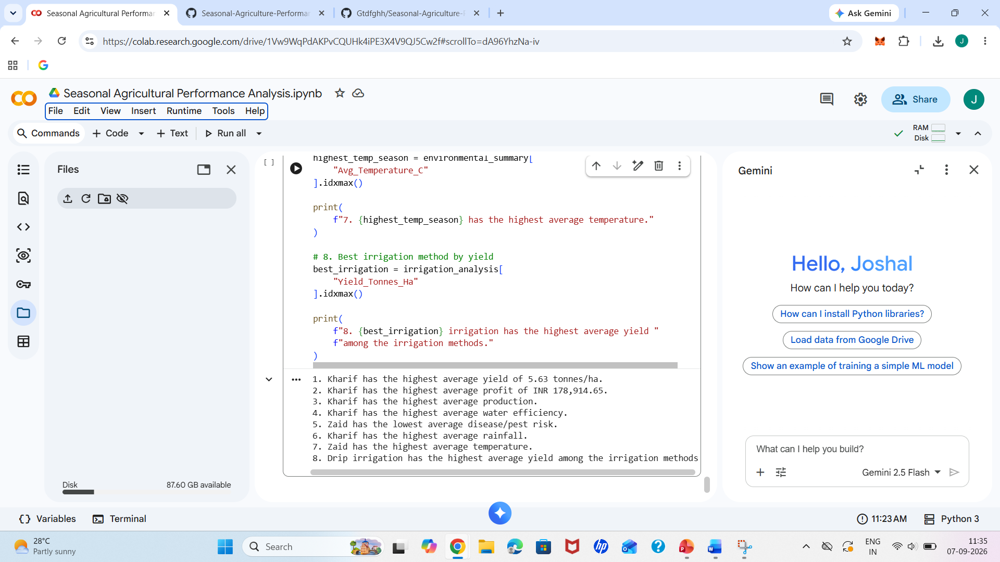 Seasonal Agricultural Performan
Seasonal-Agriculture-Performan
Gtdfghh/Seasonal-Agriculture-P
Ask Gemini
https://colab.research.google.com/drive/1Vw9WqPdAKPvCQUHk4iPE3X4V9QJ5Cw2f#scrollTo=dA96YhzNa-iv
J
Seasonal Agricultural Performance Analysis.ipynb
File Edit View Insert Runtime Tools Help
Share
J
Commands + Code + Text Run all
RAM
Disk
Files
[ ]
highest_temp_season = environmental_summary[
"Avg_Temperature_C"
].idxmax()
print(
f"7. {highest_temp_season} has the highest average temperature."
)
# 8. Best irrigation method by yield
best_irrigation = irrigation_analysis[
"Yield_Tonnes_Ha"
].idxmax()
print(
f"8. {best_irrigation} irrigation has the highest average yield "
f"among the irrigation methods."
)
1. Kharif has the highest average yield of 5.63 tonnes/ha.
2. Kharif has the highest average profit of INR 178,914.65.
3. Kharif has the highest average production.
4. Kharif has the highest average water efficiency.
5. Zaid has the lowest average disease/pest risk.
6. Kharif has the highest average rainfall.
7. Zaid has the highest average temperature.
8. Drip irrigation has the highest average yield among the irrigation methods
Disk 87.60 GB available
Gemini
Hello, Joshal
How can I help you today?
How can I install Python libraries?
Load data from Google Drive
Show an example of training a simple ML model
What can I help you build?
Gemini 2.5 Flash
Variables
Terminal
11:23 AM
Python 3
28°C
Partly sunny
Search
ENG
IN
11:35
07-09-2026